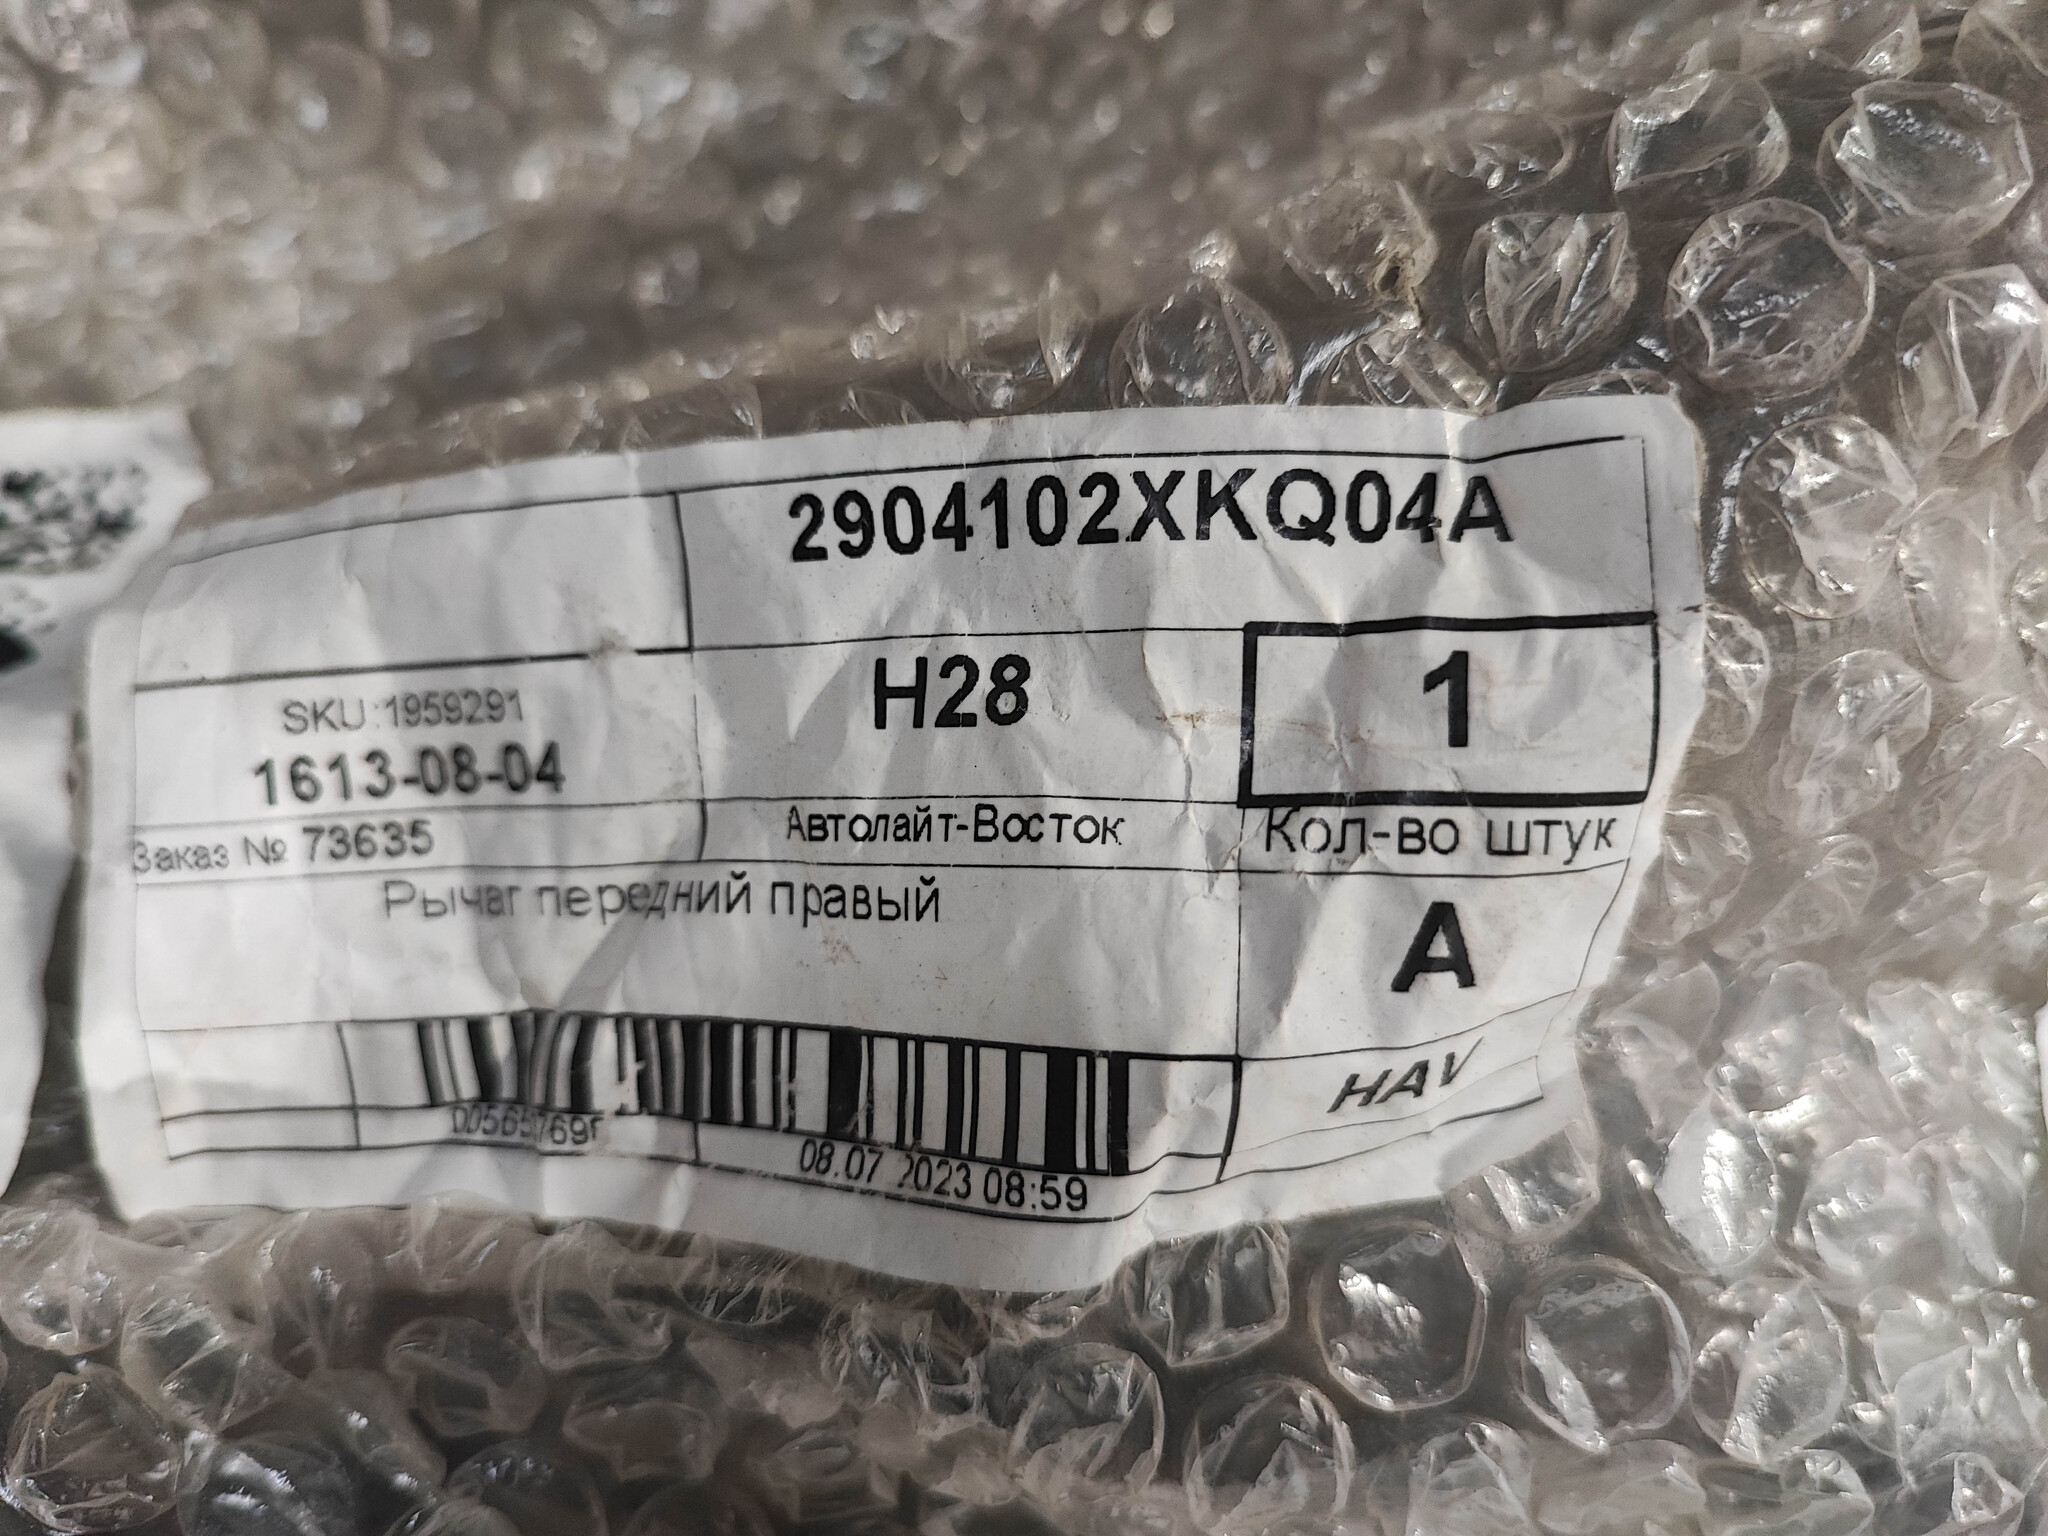 2904102XKQ04A
SKU:1959291
1613-08-04
H28
1
Заказ № 73635
Автолайт-Восток
Кол-во штук
Рычаг передний правый
A
HAV
08.07 2023 08:59